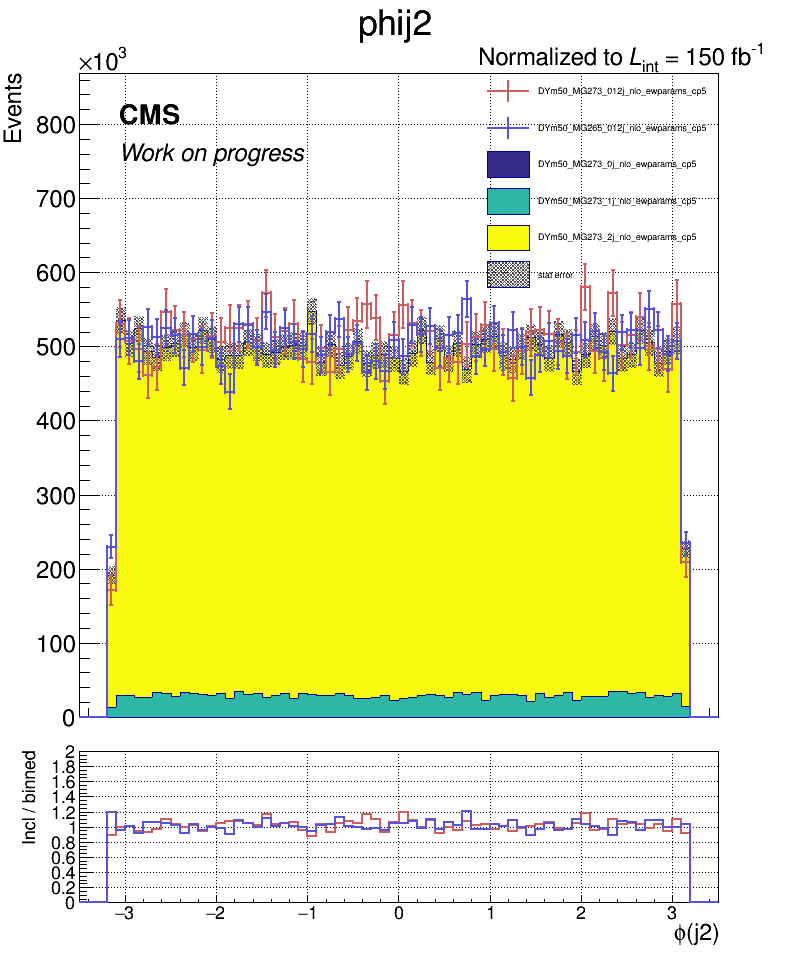 phij2
×10³
Normalized to L_int = 150 fb⁻¹
Events
CMS
Work on progress
DYm50_MG273_012j_nlo_ewparams_cp5
DYm50_MG265_012j_nlo_ewparams_cp5
DYm50_MG273_0j_nlo_ewparams_cp5
DYm50_MG273_1j_nlo_ewparams_cp5
DYm50_MG273_2j_nlo_ewparams_cp5
stat error
800
700
600
500
400
300
200
100
0
Incl / binned
2
1.8
1.6
1.4
1.2
1
0.8
0.6
0.4
0.2
0
−3 −2 −1 0 1 2 3
ϕ(j2)